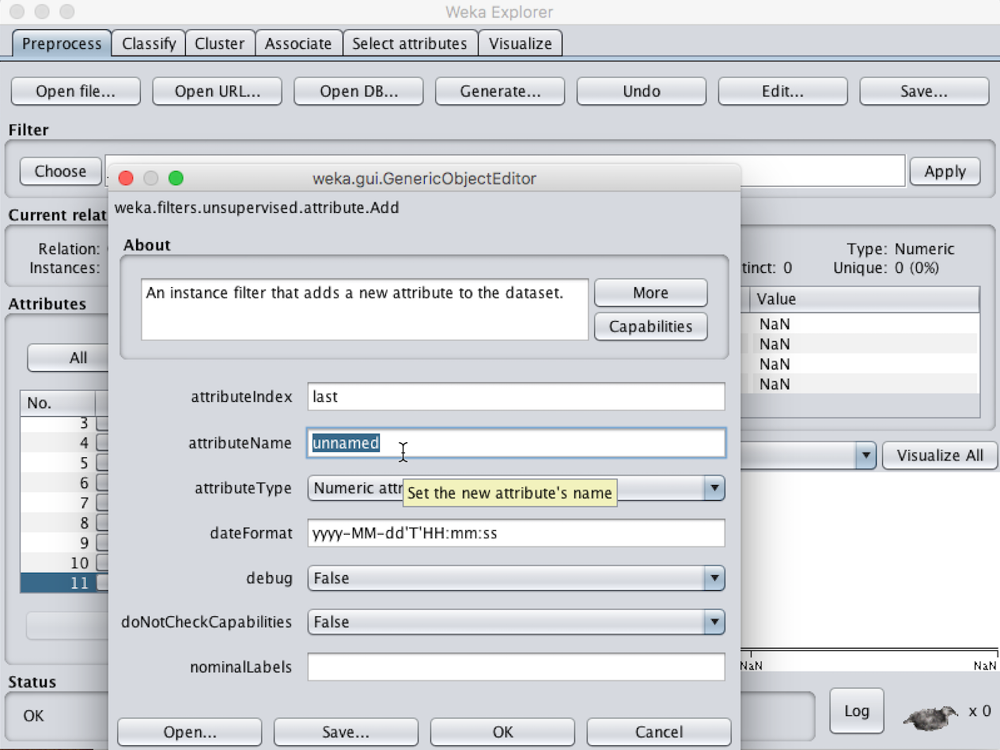 Weka Explorer
Preprocess Classify Cluster Associate Select attributes Visualize
Open file... Open URL... Open DB... Generate... Undo Edit... Save...
Filter
Choose Apply
weka.gui.GenericObjectEditor
weka.filters.unsupervised.attribute.Add
Current relat
Relation:
Instances:
tinct: 0
Type: Numeric
Unique: 0 (0%)
About
An instance filter that adds a new attribute to the dataset.
More
Capabilities
Value
NaN
NaN
NaN
NaN
Attributes
All
No.
3
4
5
6
7
8
9
10
11
attributeIndex last
attributeName unnamed
attributeType Numeric attr
Set the new attribute's name
dateFormat yyyy-MM-dd'T'HH:mm:ss
debug False
doNotCheckCapabilities False
nominalLabels
Open... Save... OK Cancel
Visualize All
NaN NaN
Status
OK
Log
x 0